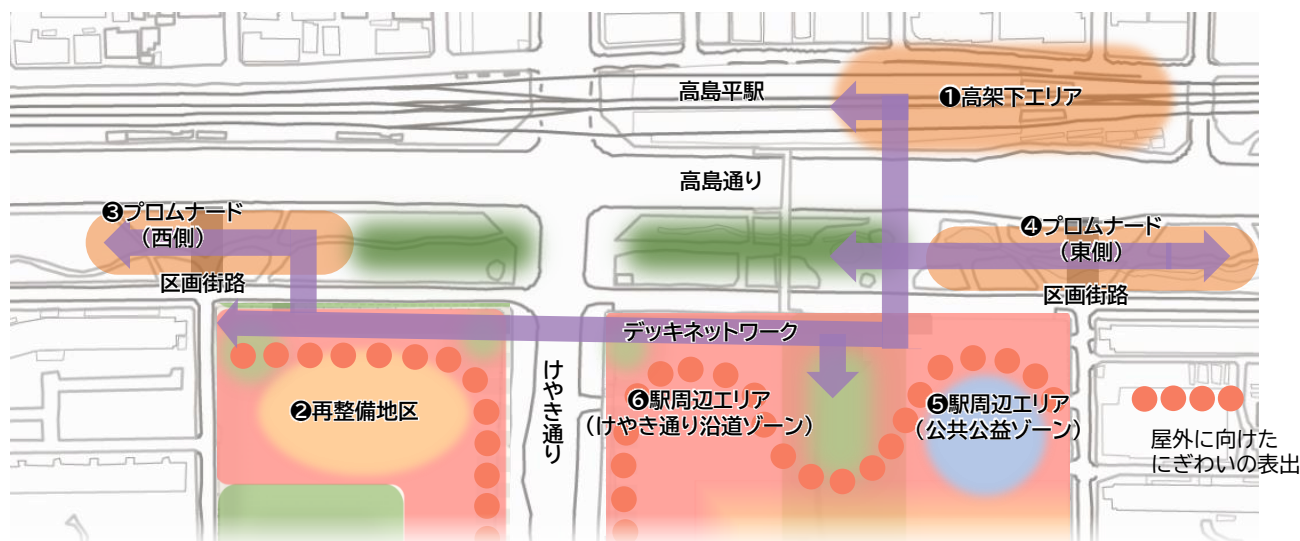 高島平駅
❶高架下エリア
高島通り
❸プロムナード
（西側）
❹プロムナード
（東側）
区画街路
区画街路
デッキネットワーク
けやき通り
❷再整備地区
❻駅周辺エリア
（けやき通り沿道ゾーン）
❺駅周辺エリア
（公共公益ゾーン）
屋外に向けた
にぎわいの表出